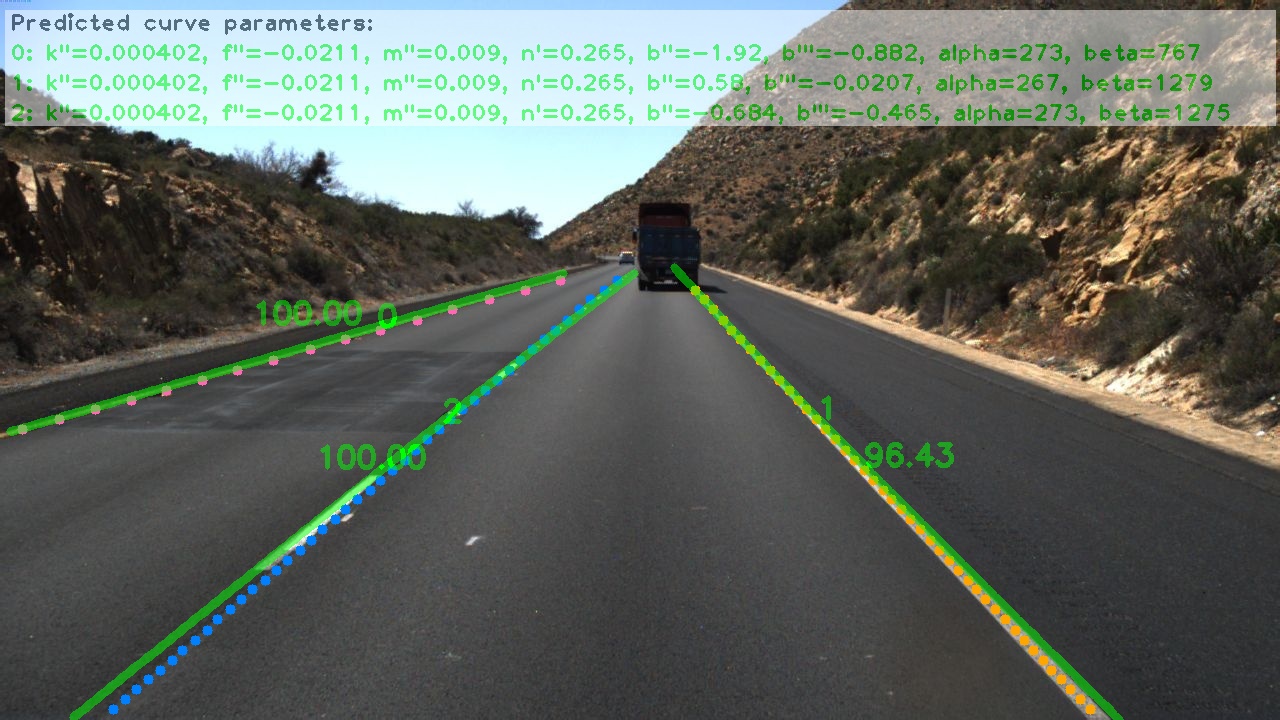 Predicted curve parameters:
0: k''=0.000402, f''=-0.0211, m''=0.009, n'=0.265, b''=-1.92, b'''=-0.882, alpha=273, beta=767
1: k''=0.000402, f''=-0.0211, m''=0.009, n'=0.265, b''=0.58, b'''=-0.0207, alpha=267, beta=1279
2: k''=0.000402, f''=-0.0211, m''=0.009, n'=0.265, b''=-0.684, b'''=-0.465, alpha=273, beta=1275
100.00 0
2
1
100.00
96.43